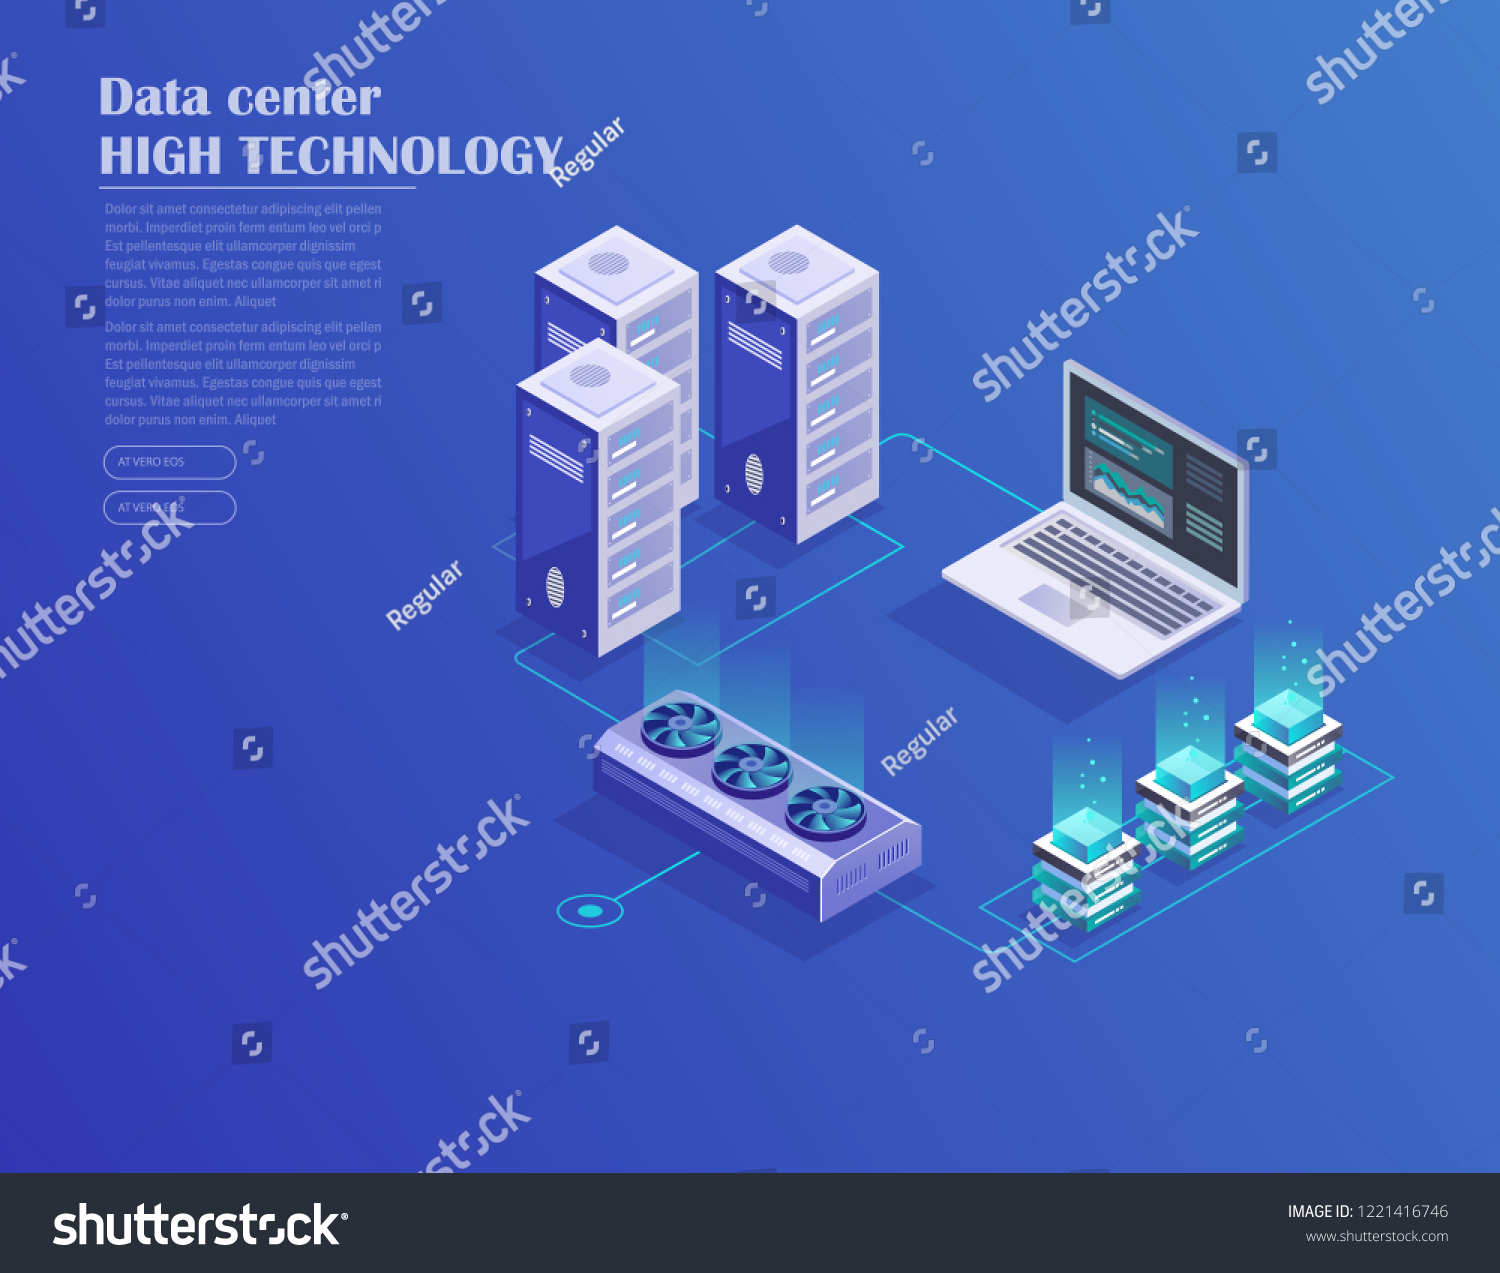 Data center
HIGH TECHNOLOGY
Dolor sit amet consectetur adipiscing elit pellen
morbi. Imperdiet proin ferm entum leo vel orci p
Est pellentesque elit ullamcorper dignissim
feugiat vivamus. Egestas congue quis que egest
cursus. Vitae aliquet nec ullamcorper sit amet ri
dolor purus non enim. Aliquet
Dolor sit amet consectetur adipiscing elit pellen
morbi. Imperdiet proin ferm entum leo vel orci p
Est pellentesque elit ullamcorper dignissim
feugiat vivamus. Egestas congue quis que egest
cursus. Vitae aliquet nec ullamcorper sit amet ri
dolor purus non enim. Aliquet
AT VERO EOS
AT VERO EOS
shutterstock
Regular
shutterstock
shutterstock
Regular
shutterstock
shutterstock
Regular
shutterstock
shutterstock
shutterstock
shutterstock
IMAGE ID: 1221416746
www.shutterstock.com